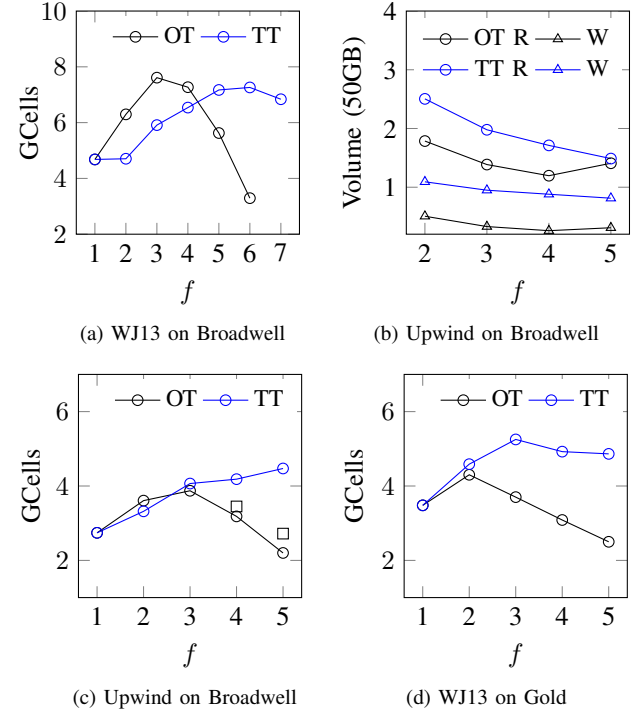 OT TT
GCells
10
8
6
4
2
1 2 3 4 5 6 7
f
(a) WJ13 on Broadwell
OT R W
TT R W
Volume (50GB)
4
3
2
1
2 3 4 5
f
(b) Upwind on Broadwell
OT TT
GCells
6
4
2
1 2 3 4 5
f
(c) Upwind on Broadwell
OT TT
GCells
6
4
2
1 2 3 4 5
f
(d) WJ13 on Gold